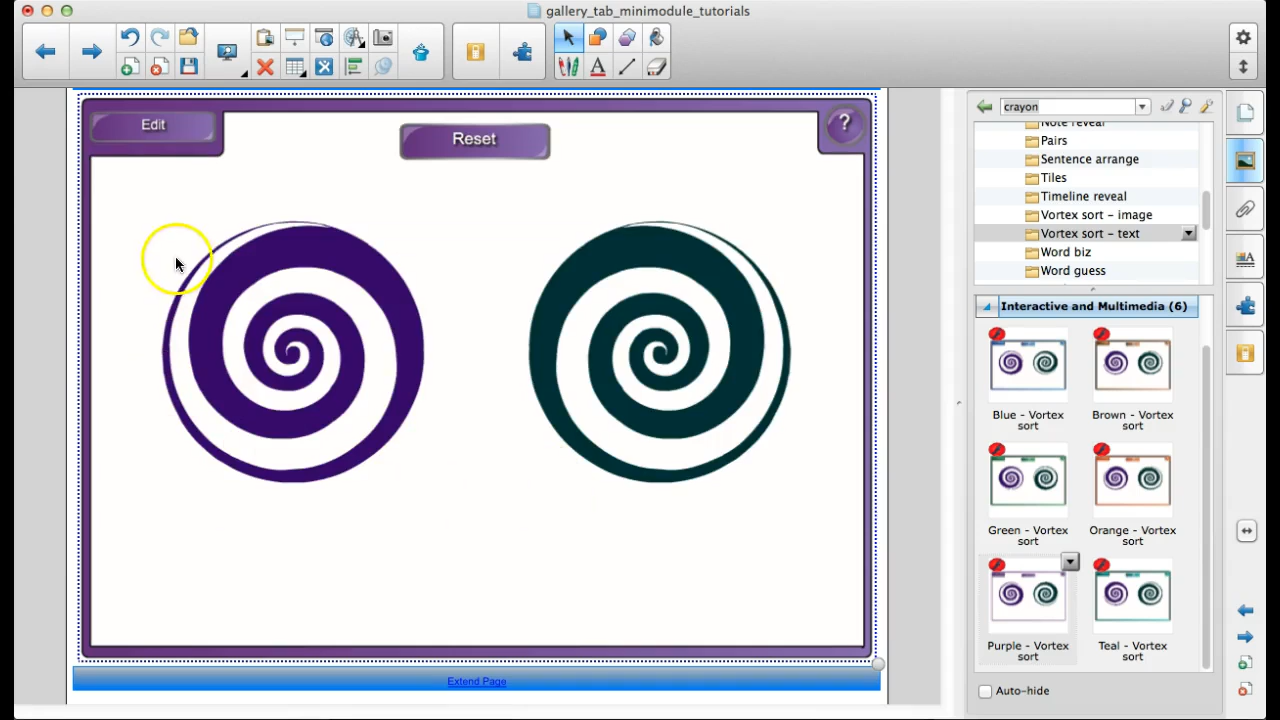 gallery_tab_minimodule_tutorials
Edit
Reset
?
Extend Page
crayon
Note reveal
Pairs
Sentence arrange
Tiles
Timeline reveal
Vortex sort – image
Vortex sort – text
Word biz
Word guess
Interactive and Multimedia (6)
Blue - Vortex
sort
Brown - Vortex
sort
Green - Vortex
sort
Orange - Vortex
sort
Purple - Vortex
sort
Teal - Vortex
sort
Auto-hide